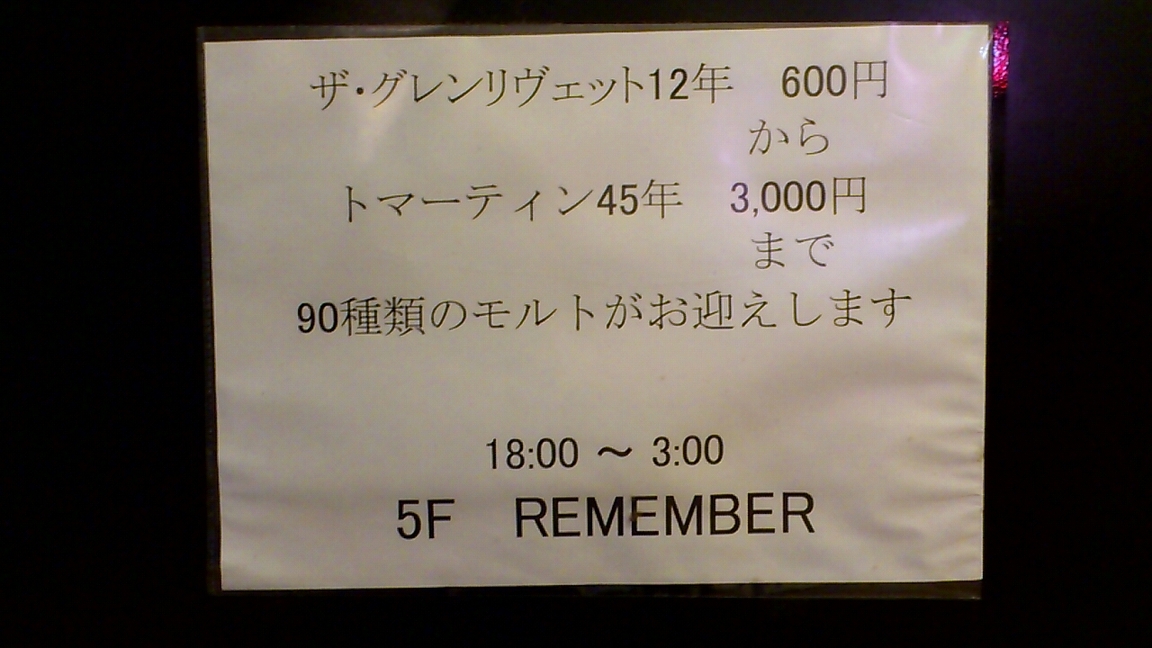 ザ・グレンリヴェット12年　600円
から
トマーティン45年　3,000円
まで
90種類のモルトがお迎えします
18:00 ～ 3:00
5F　REMEMBER